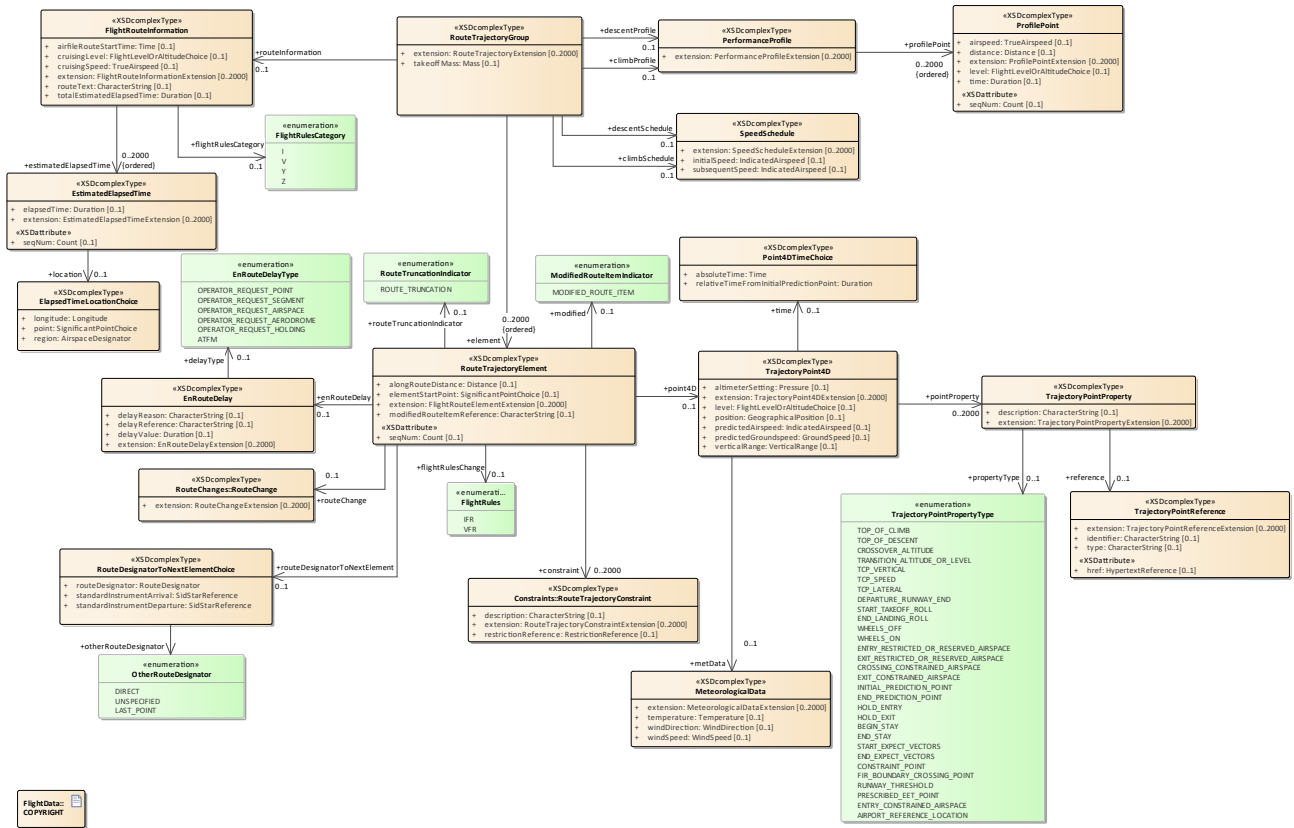 «XSDcomplexType»
FlightRouteInformation
+ airfileRouteStartTime: Time [0..1]
+ cruisingLevel: FlightLevelOrAltitudeChoice [0..1]
+ cruisingSpeed: TrueAirspeed [0..1]
+ extension: FlightRouteInformationExtension [0..2000]
+ routeText: CharacterString [0..1]
+ totalEstimatedElapsedTime: Duration [0..1]
+routeInformation
0..1
«XSDcomplexType»
RouteTrajectoryGroup
+ extension: RouteTrajectoryExtension [0..2000]
+ takeoff Mass: Mass [0..1]
+descentProfile
0..1
+climbProfile
0..1
«XSDcomplexType»
PerformanceProfile
+ extension: PerformanceProfileExtension [0..2000]
+profilePoint
0..2000
{ordered}
«XSDcomplexType»
ProfilePoint
+ airspeed: TrueAirspeed [0..1]
+ distance: Distance [0..1]
+ extension: ProfilePointExtension [0..2000]
+ level: FlightLevelOrAltitudeChoice [0..1]
+ time: Duration [0..1]
«XSDattribute»
+ seqNum: Count [0..1]
+descentSchedule
0..1
+climbSchedule
0..1
«XSDcomplexType»
SpeedSchedule
+ extension: SpeedScheduleExtension [0..2000]
+ initialSpeed: IndicatedAirspeed [0..1]
+ subsequentSpeed: IndicatedAirspeed [0..1]
+flightRulesCategory
0..1
«enumeration»
FlightRulesCategory
I
V
Y
Z
0..2000
+estimatedElapsedTime
{ordered}
«XSDcomplexType»
EstimatedElapsedTime
+ elapsedTime: Duration [0..1]
+ extension: EstimatedElapsedTimeExtension [0..2000]
«XSDattribute»
+ seqNum: Count [0..1]
+location
0..1
«XSDcomplexType»
ElapsedTimeLocationChoice
+ longitude: Longitude
+ point: SignificantPointChoice
+ region: AirspaceDesignator
«enumeration»
EnRouteDelayType
OPERATOR_REQUEST_POINT
OPERATOR_REQUEST_SEGMENT
OPERATOR_REQUEST_AIRSPACE
OPERATOR_REQUEST_AERODROME
OPERATOR_REQUEST_HOLDING
ATFM
+delayType
0..1
«enumeration»
RouteTruncationIndicator
ROUTE_TRUNCATION
0..1
+routeTruncationIndicator
0..2000
{ordered}
+element
«enumeration»
ModifiedRouteItemIndicator
MODIFIED_ROUTE_ITEM
+modified
0..1
«XSDcomplexType»
Point4DTimeChoice
+ absoluteTime: Time
+ relativeTimeFromInitialPredictionPoint: Duration
+time
0..1
«XSDcomplexType»
EnRouteDelay
+ delayReason: CharacterString [0..1]
+ delayReference: CharacterString [0..1]
+ delayValue: Duration [0..1]
+ extension: EnRouteDelayExtension [0..2000]
+enRouteDelay
0..1
«XSDcomplexType»
RouteTrajectoryElement
+ alongRouteDistance: Distance [0..1]
+ elementStartPoint: SignificantPointChoice [0..1]
+ extension: FlightRouteElementExtension [0..2000]
+ modifiedRouteItemReference: CharacterString [0..1]
«XSDattribute»
+ seqNum: Count [0..1]
+point4D
0..1
«XSDcomplexType»
TrajectoryPoint4D
+ altimeterSetting: Pressure [0..1]
+ extension: TrajectoryPoint4DExtension [0..2000]
+ level: FlightLevelOrAltitudeChoice [0..1]
+ position: GeographicalPosition [0..1]
+ predictedAirspeed: IndicatedAirspeed [0..1]
+ predictedGroundspeed: GroundSpeed [0..1]
+ verticalRange: VerticalRange [0..1]
+pointProperty
0..2000
«XSDcomplexType»
TrajectoryPointProperty
+ description: CharacterString [0..1]
+ extension: TrajectoryPointPropertyExtension [0..2000]
+propertyType
0..1
+reference
0..1
«XSDcomplexType»
TrajectoryPointReference
+ extension: TrajectoryPointReferenceExtension [0..2000]
+ identifier: CharacterString [0..1]
+ type: CharacterString [0..1]
«XSDattribute»
+ href: HypertextReference [0..1]
«XSDcomplexType»
RouteChanges::RouteChange
+ extension: RouteChangeExtension [0..2000]
0..1
+routeChange
+flightRulesChange
0..1
«enumerati...
FlightRules
IFR
VFR
«XSDcomplexType»
RouteDesignatorToNextElementChoice
+ routeDesignator: RouteDesignator
+ standardInstrumentArrival: SidStarReference
+ standardInstrumentDeparture: SidStarReference
+routeDesignatorToNextElement
0..1
+otherRouteDesignator
0..1
«enumeration»
OtherRouteDesignator
DIRECT
UNSPECIFIED
LAST_POINT
+constraint
0..2000
«XSDcomplexType»
Constraints::RouteTrajectoryConstraint
+ description: CharacterString [0..1]
+ extension: RouteTrajectoryConstraintExtension [0..2000]
+ restrictionReference: RestrictionReference [0..1]
0..1
+metData
«XSDcomplexType»
MeteorologicalData
+ extension: MeteorologicalDataExtension [0..2000]
+ temperature: Temperature [0..1]
+ windDirection: WindDirection [0..1]
+ windSpeed: WindSpeed [0..1]
«enumeration»
TrajectoryPointPropertyType
TOP_OF_CLIMB
TOP_OF_DESCENT
CROSSOVER_ALTITUDE
TRANSITION_ALTITUDE_OR_LEVEL
TCP_VERTICAL
TCP_SPEED
TCP_LATERAL
DEPARTURE_RUNWAY_END
START_TAKEOFF_ROLL
END_LANDING_ROLL
WHEELS_OFF
WHEELS_ON
ENTRY_RESTRICTED_OR_RESERVED_AIRSPACE
EXIT_RESTRICTED_OR_RESERVED_AIRSPACE
CROSSING_CONSTRAINED_AIRSPACE
EXIT_CONSTRAINED_AIRSPACE
INITIAL_PREDICTION_POINT
END_PREDICTION_POINT
HOLD_ENTRY
HOLD_EXIT
BEGIN_STAY
END_STAY
START_EXPECT_VECTORS
END_EXPECT_VECTORS
CONSTRAINT_POINT
FIR_BOUNDARY_CROSSING_POINT
RUNWAY_THRESHOLD
PRESCRIBED_EET_POINT
ENTRY_CONSTRAINED_AIRSPACE
AIRPORT_REFERENCE_LOCATION
FlightData::
COPYRIGHT